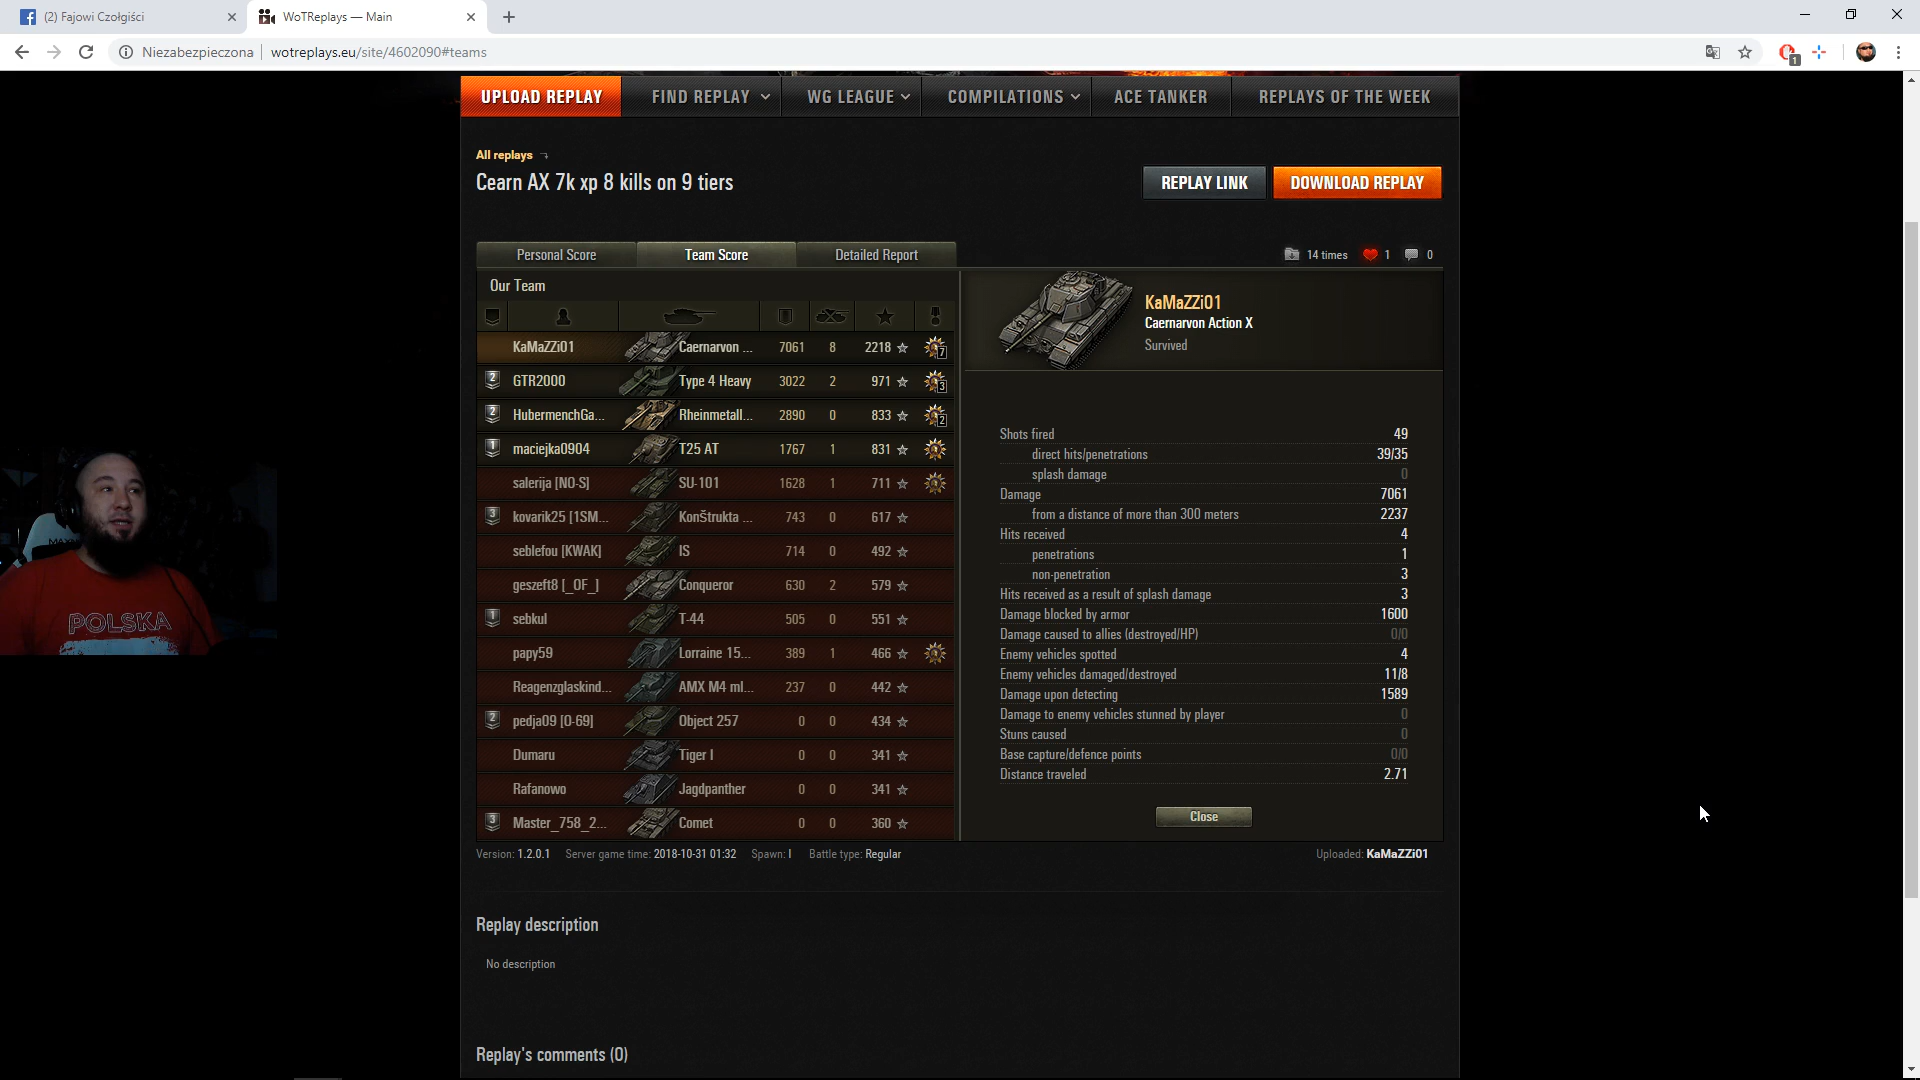 (2) Fajowi Czołgiści
WoTReplays — Main
Niezabezpieczona
wotreplays.eu/site/4602090#teams
1
UPLOAD REPLAY
FIND REPLAY
WG LEAGUE
COMPILATIONS
ACE TANKER
REPLAYS OF THE WEEK
All replays
Cearn AX 7k xp 8 kills on 9 tiers
REPLAY LINK
DOWNLOAD REPLAY
Personal Score
Team Score
Detailed Report
14 times
1
0
Our Team
KaMaZZi01 Caernarvon ... 7061 8 2218 7
2 GTR2000 Type 4 Heavy 3022 2 971 3
2 HubermenchGa... Rheinmetall... 2890 0 833 2
1 maciejka0904 T25 AT 1767 1 831
salerija [NO-S] SU-101 1628 1 711
3 kovarik25 [1SM... Konštrukta ... 743 0 617
seblefou [KWAK] IS 714 0 492
geszeft8 [_OF_] Conqueror 630 2 579
1 sebkul T-44 505 0 551
papy59 Lorraine 15... 389 1 466
Reagenzglaskind... AMX M4 ml... 237 0 442
2 pedja09 [O-69] Object 257 0 0 434
Dumaru Tiger I 0 0 341
Rafanowo Jagdpanther 0 0 341
3 Master_758_2... Comet 0 0 360
KaMaZZi01
Caernarvon Action X
Survived
Shots fired 49
direct hits/penetrations 39/35
splash damage 0
Damage 7061
from a distance of more than 300 meters 2237
Hits received 4
penetrations 1
non-penetration 3
Hits received as a result of splash damage 3
Damage blocked by armor 1600
Damage caused to allies (destroyed/HP) 0/0
Enemy vehicles spotted 4
Enemy vehicles damaged/destroyed 11/8
Damage upon detecting 1589
Damage to enemy vehicles stunned by player 0
Stuns caused 0
Base capture/defence points 0/0
Distance traveled 2.71
Close
Version: 1.2.0.1 Server game time: 2018-10-31 01:32 Spawn: I Battle type: Regular
Uploaded: KaMaZZi01
POLSKA
Replay description
No description
Replay's comments (0)